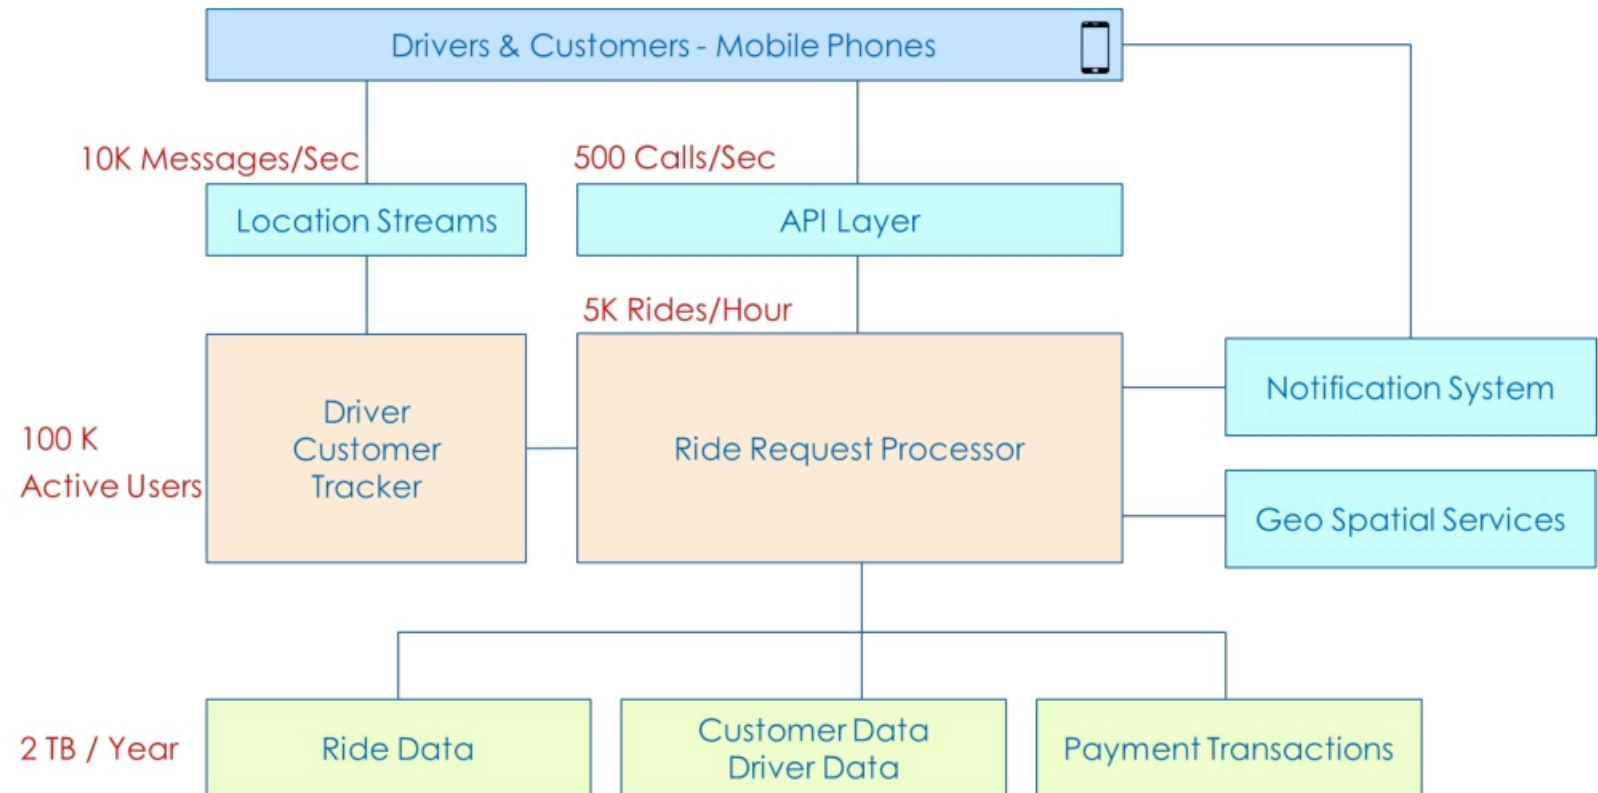 Drivers & Customers - Mobile Phones
10K Messages/Sec
500 Calls/Sec
Location Streams
API Layer
5K Rides/Hour
100 K
Active Users
Driver
Customer
Tracker
Ride Request Processor
Notification System
Geo Spatial Services
2 TB / Year
Ride Data
Customer Data
Driver Data
Payment Transactions